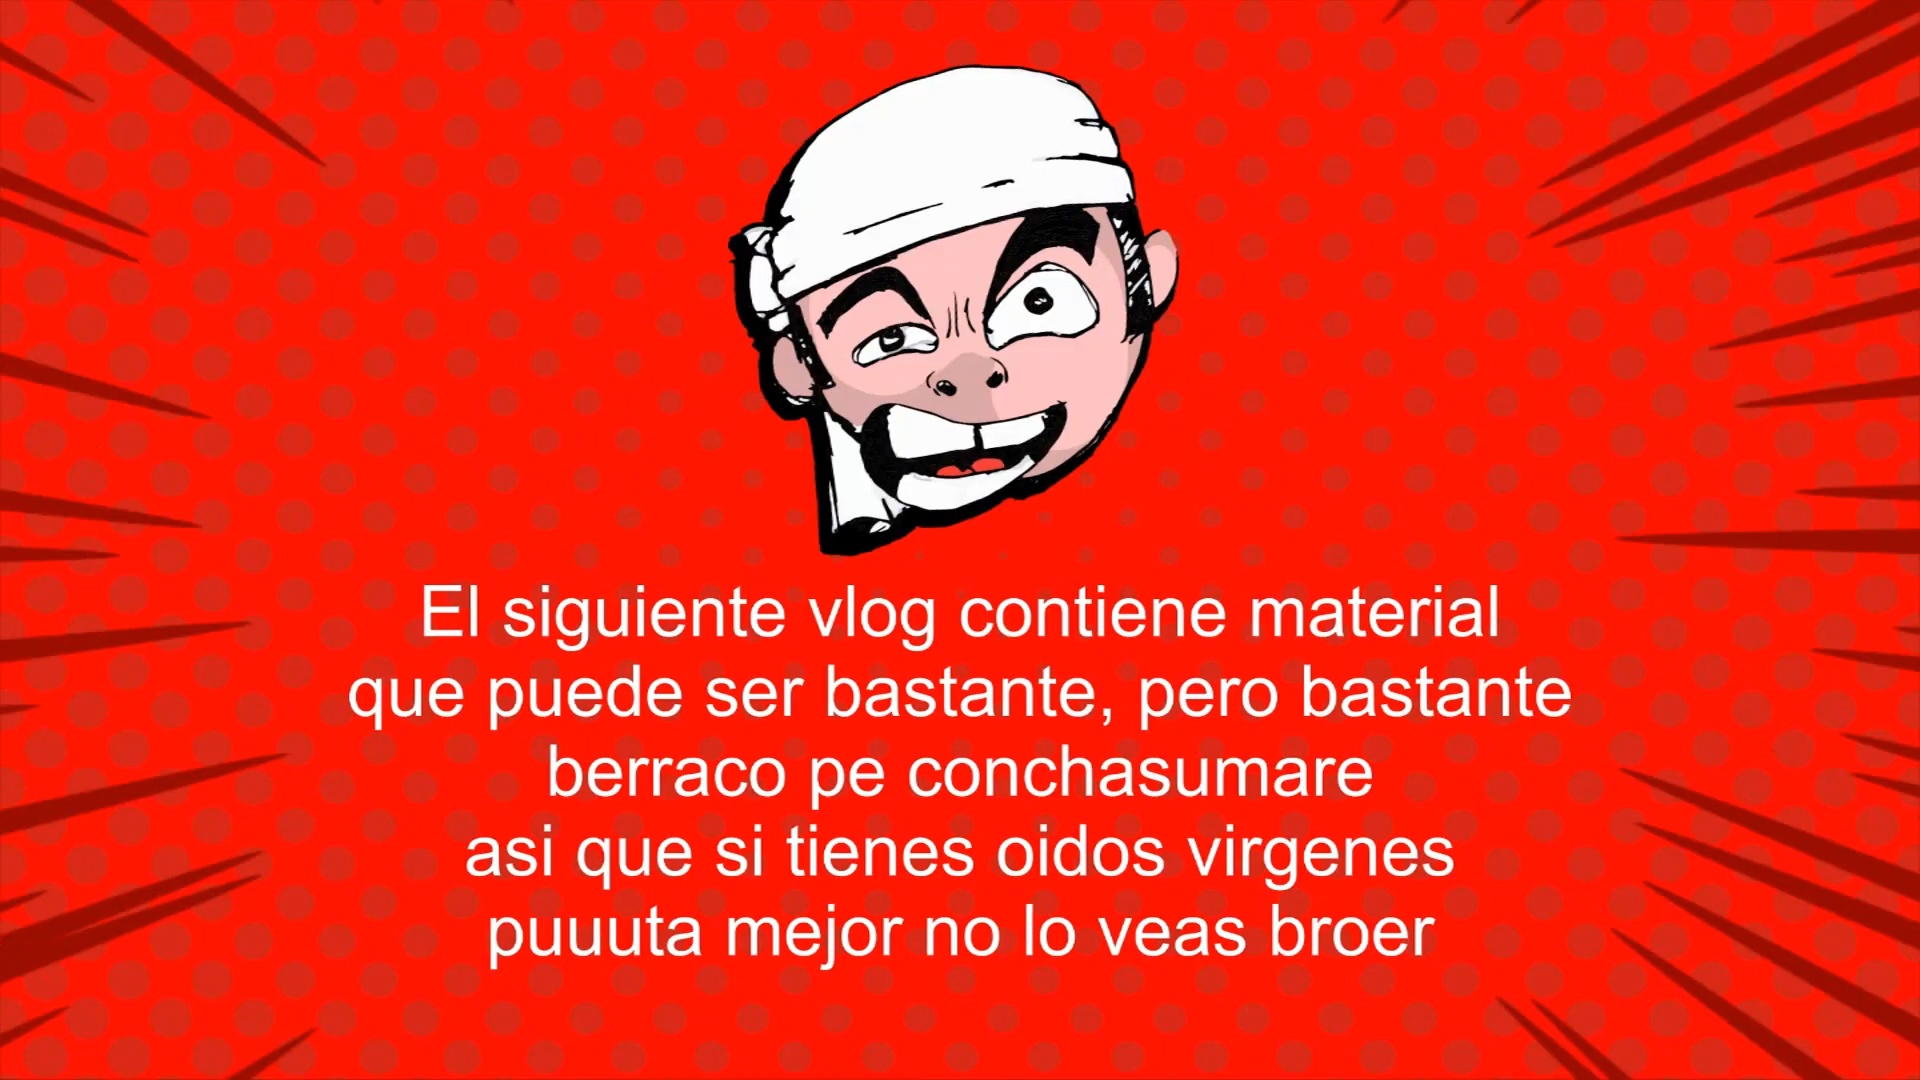 El siguiente vlog contiene material
que puede ser bastante, pero bastante
berraco pe conchasumare
asi que si tienes oidos virgenes
puuuta mejor no lo veas broer